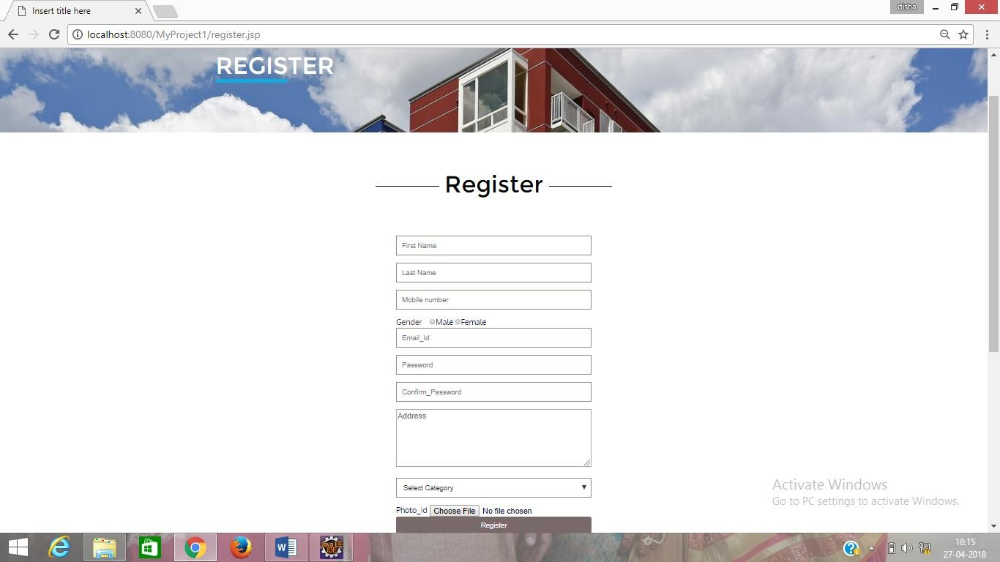 Insert title here
disha
localhost:8080/MyProject1/register.jsp
REGISTER
Register
First Name
Last Name
Mobile number
Gender Male Female
Email_Id
Password
Confirm_Password
Address
Select Category
Photo_id Choose File No file chosen
Register
Activate Windows
Go to PC settings to activate Windows.
Java EE
IDE
18:15
27-04-2018